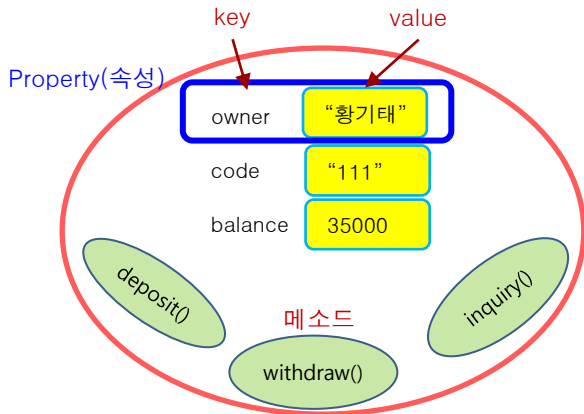 key
value
Property(속성)
owner
“황기태”
code
“111”
balance
35000
deposit()
inquiry()
메소드
withdraw()